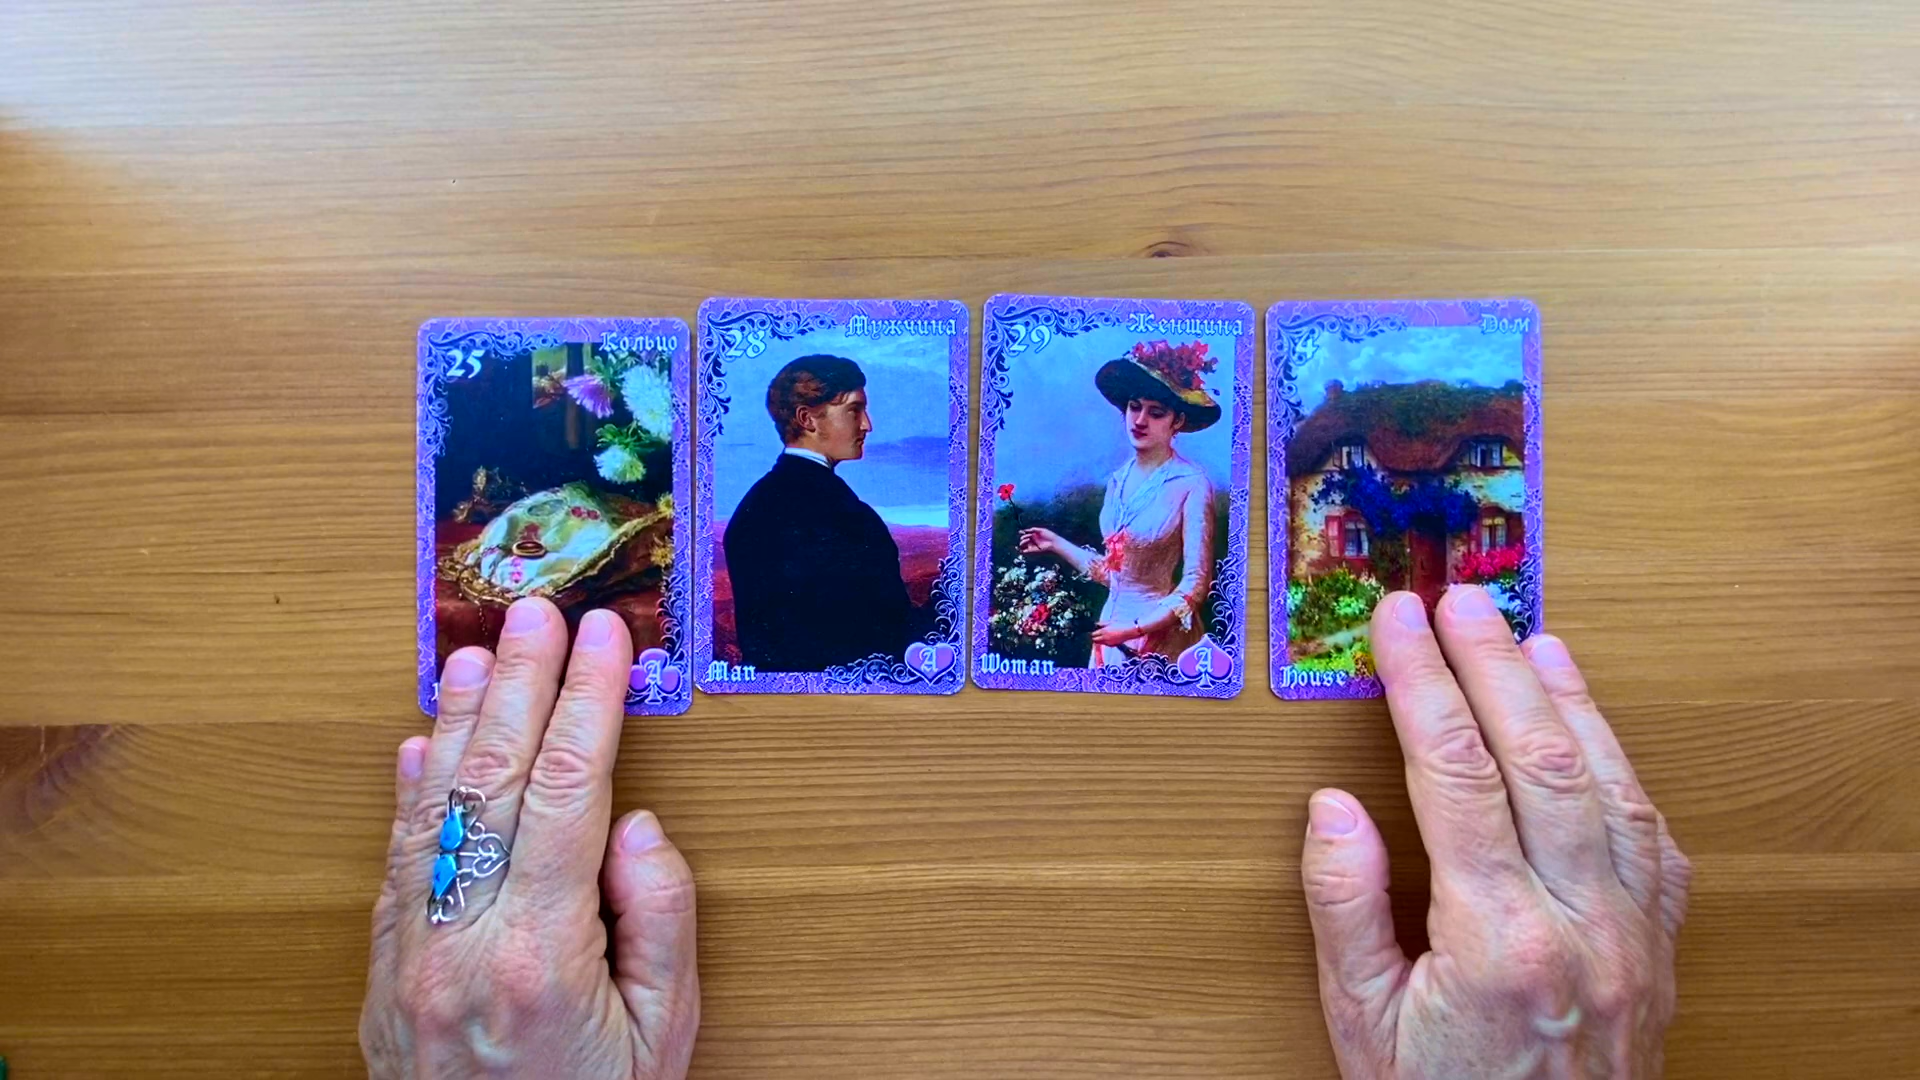 25
Кольцо
A
28
Мужчина
Man
A
29
Женщина
Woman
A
4
Дом
House